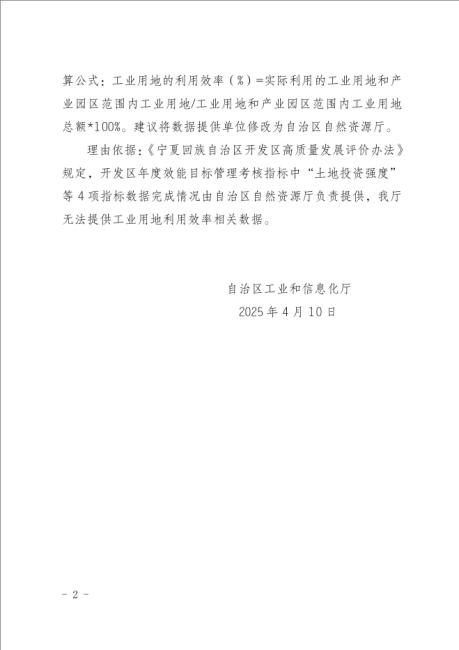 算公式：工业用地的利用效率（%）=实际利用的工业用地和产
业园区范围内工业用地/工业用地和产业园区范围内工业用地
总额*100%。建议将数据提供单位修改为自治区自然资源厅。
理由依据：《宁夏回族自治区开发区高质量发展评价办法》
规定，开发区年度效能目标管理考核指标中“土地投资强度”
等 4 项指标数据完成情况由自治区自然资源厅负责提供，我厅
无法提供工业用地利用效率相关数据。
自治区工业和信息化厅
2025 年 4 月 10 日
- 2 -